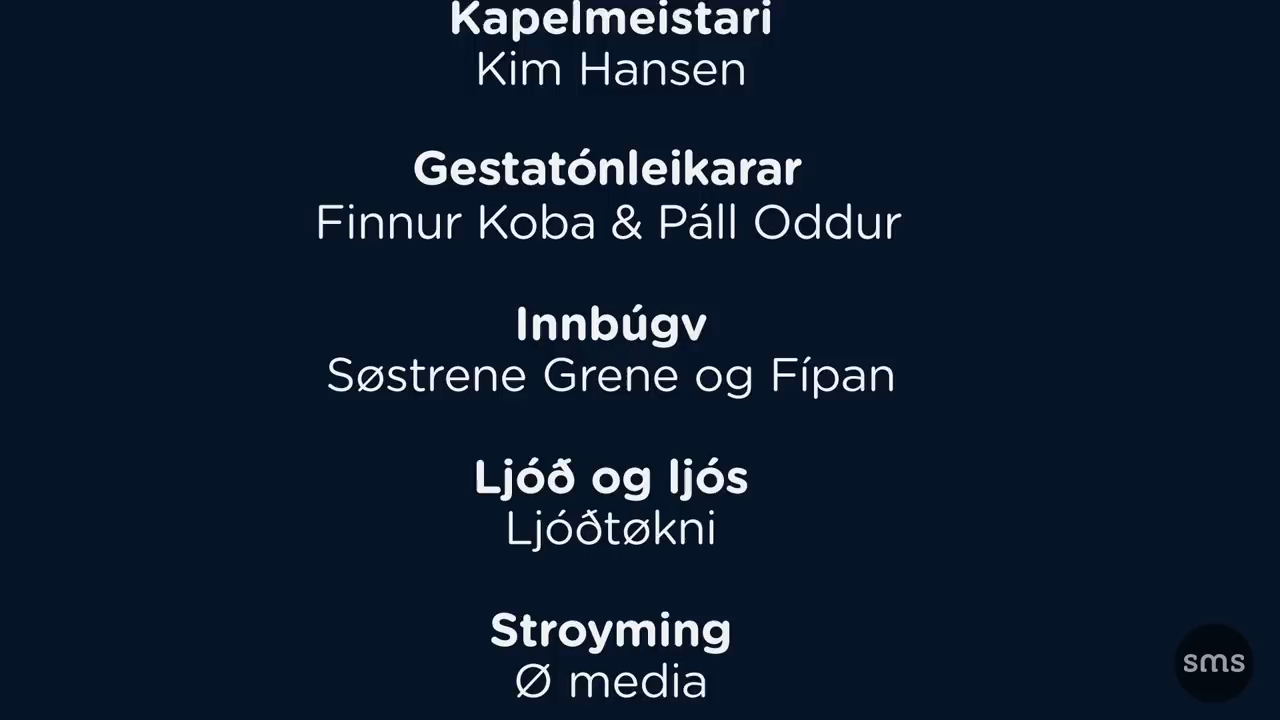 Kapelmeistari
Kim Hansen
Gestatónleikarar
Finnur Koba & Páll Oddur
Innbúgv
Søstrene Grene og Fípan
Ljóð og ljós
Ljóðtøkni
Stroyming
Ø media
sms